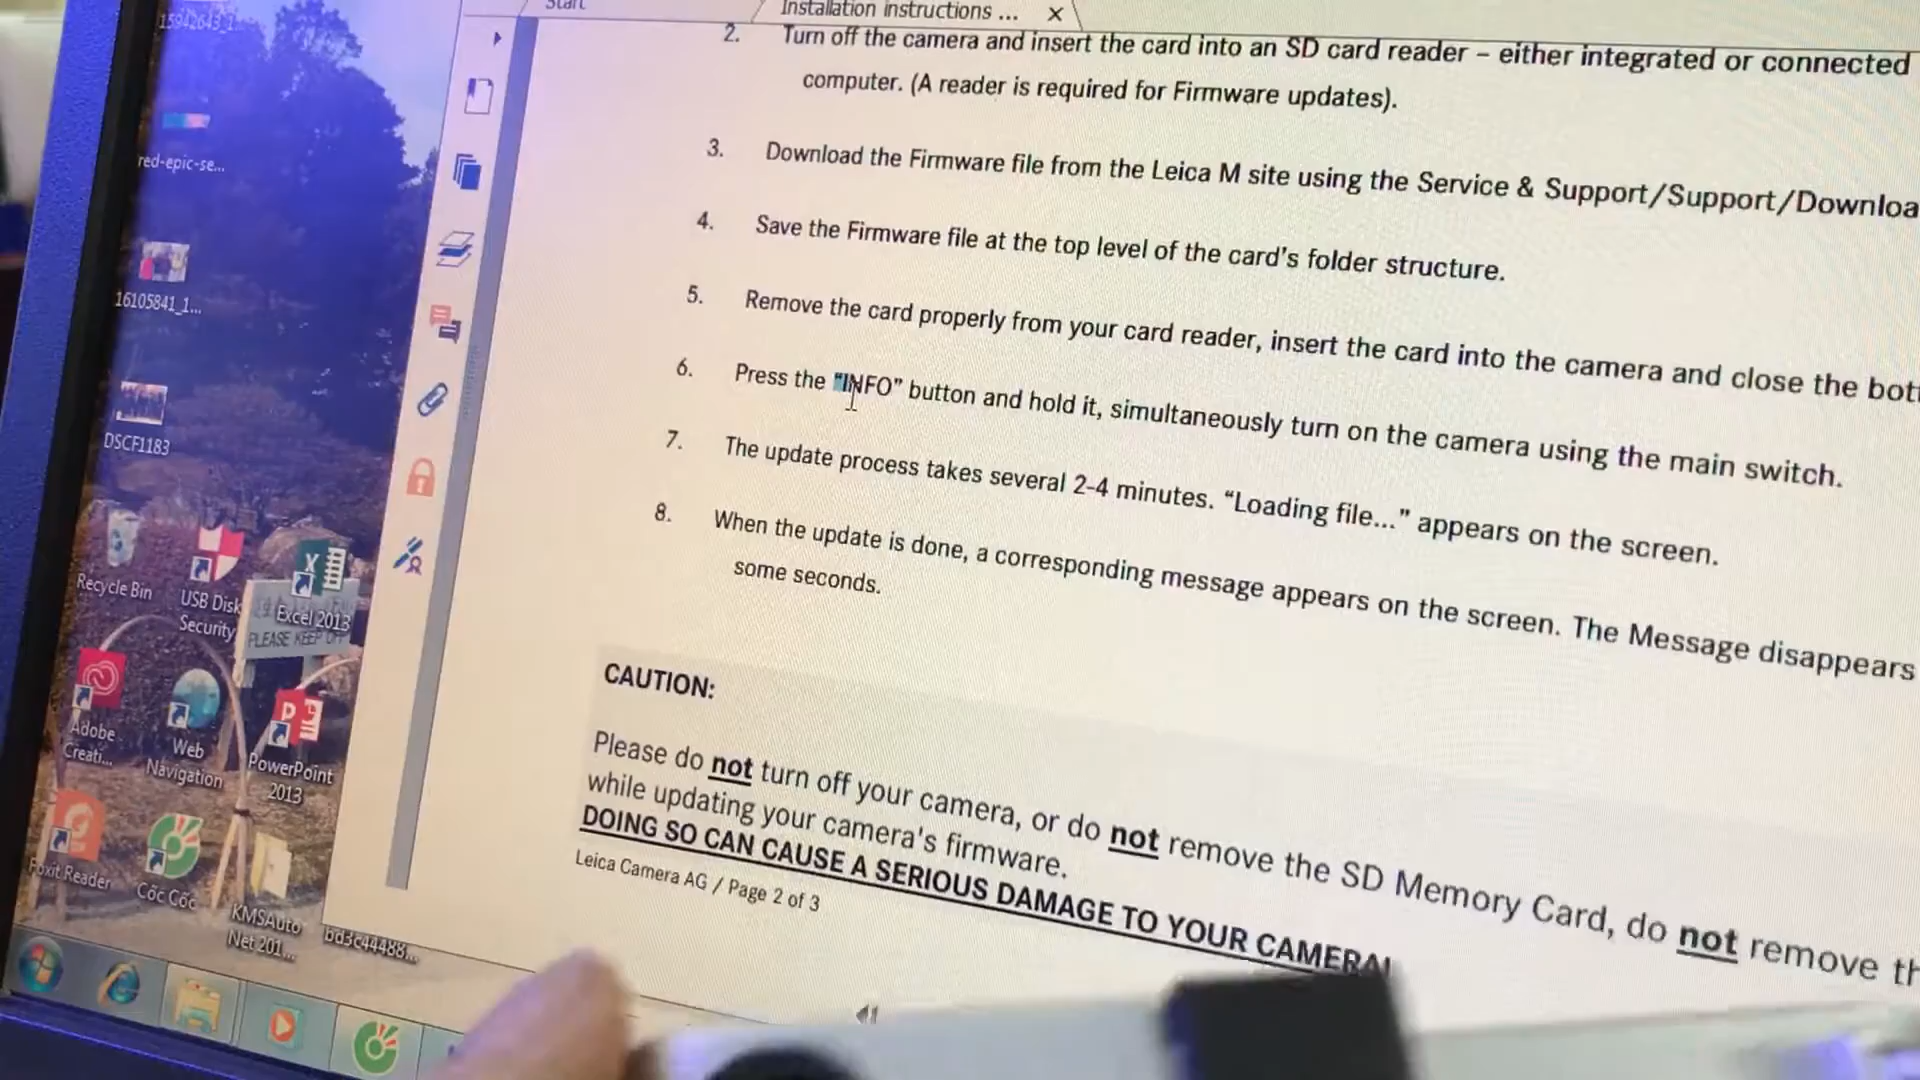 15942643_1...
Start
Installation instructions ... X
2. Turn off the camera and insert the card into an SD card reader – either integrated or connected
computer. (A reader is required for Firmware updates).
3. Download the Firmware file from the Leica M site using the Service & Support/Support/Downloa
4. Save the Firmware file at the top level of the card's folder structure.
5. Remove the card properly from your card reader, insert the card into the camera and close the bott
6. Press the "INFO" button and hold it, simultaneously turn on the camera using the main switch.
7. The update process takes several 2-4 minutes. "Loading file..." appears on the screen.
8. When the update is done, a corresponding message appears on the screen. The Message disappears
some seconds.
CAUTION:
Please do not turn off your camera, or do not remove the SD Memory Card, do not remove th
while updating your camera's firmware.
DOING SO CAN CAUSE A SERIOUS DAMAGE TO YOUR CAMERA!
Leica Camera AG / Page 2 of 3
red-epic-se...
16105841_1...
DSCF1183
Recycle Bin
USB Disk
Security
Excel 2013
PLEASE KEEP OFF
Adobe
Creati...
Web
Navigation
PowerPoint
2013
Foxit Reader
Cốc Cốc
KMSAuto
Net 201...
bd3c44488...